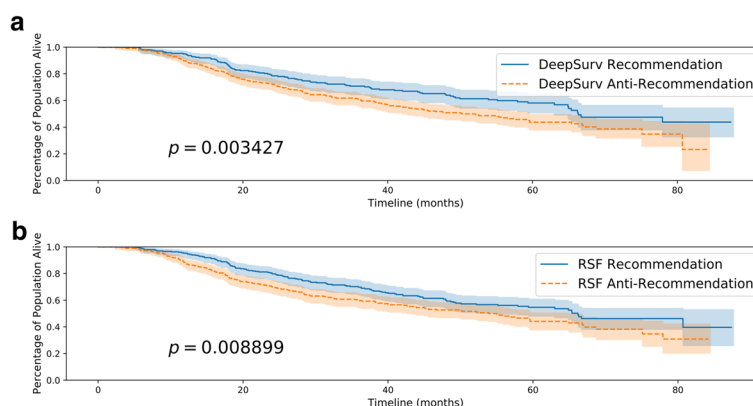 a
1.0
0.8
0.6
0.4
0.2
0.0
Percentage of Population Alive
DeepSurv Recommendation
DeepSurv Anti-Recommendation
p = 0.003427
0 20 40 60 80
Timeline (months)
b
1.0
0.8
0.6
0.4
0.2
0.0
Percentage of Population Alive
RSF Recommendation
RSF Anti-Recommendation
p = 0.008899
0 20 40 60 80
Timeline (months)